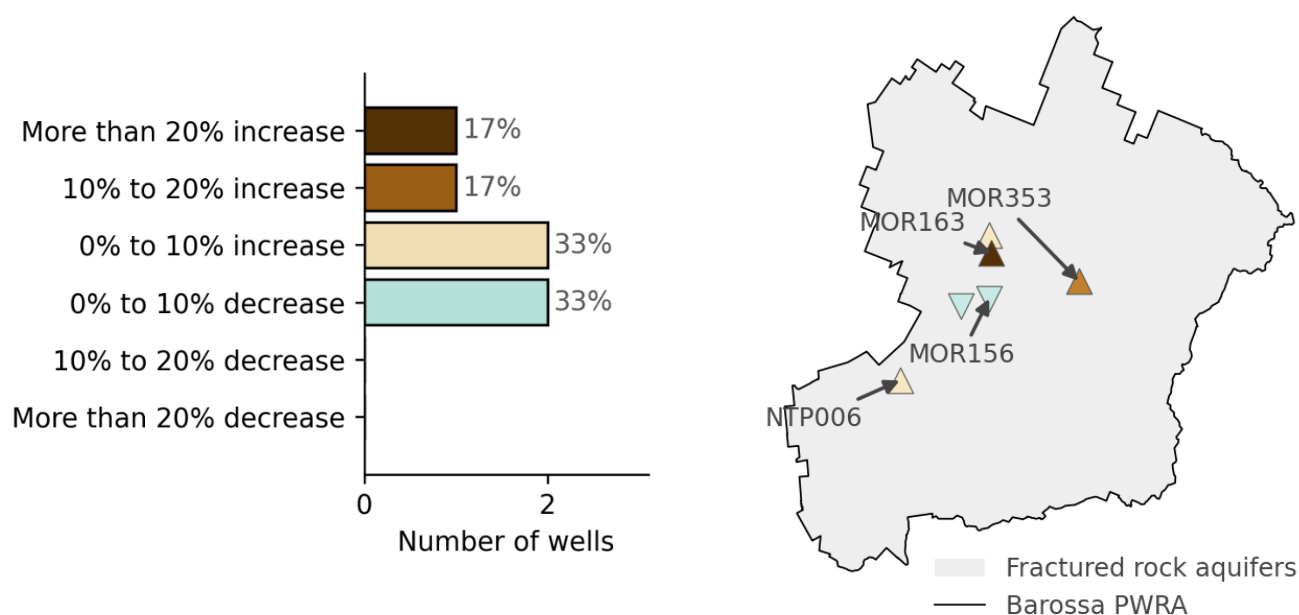 More than 20% increase
17%
10% to 20% increase
17%
0% to 10% increase
33%
0% to 10% decrease
33%
10% to 20% decrease
More than 20% decrease
0
2
Number of wells
MOR353
MOR163
MOR156
NTP006
Fractured rock aquifers
Barossa PWRA